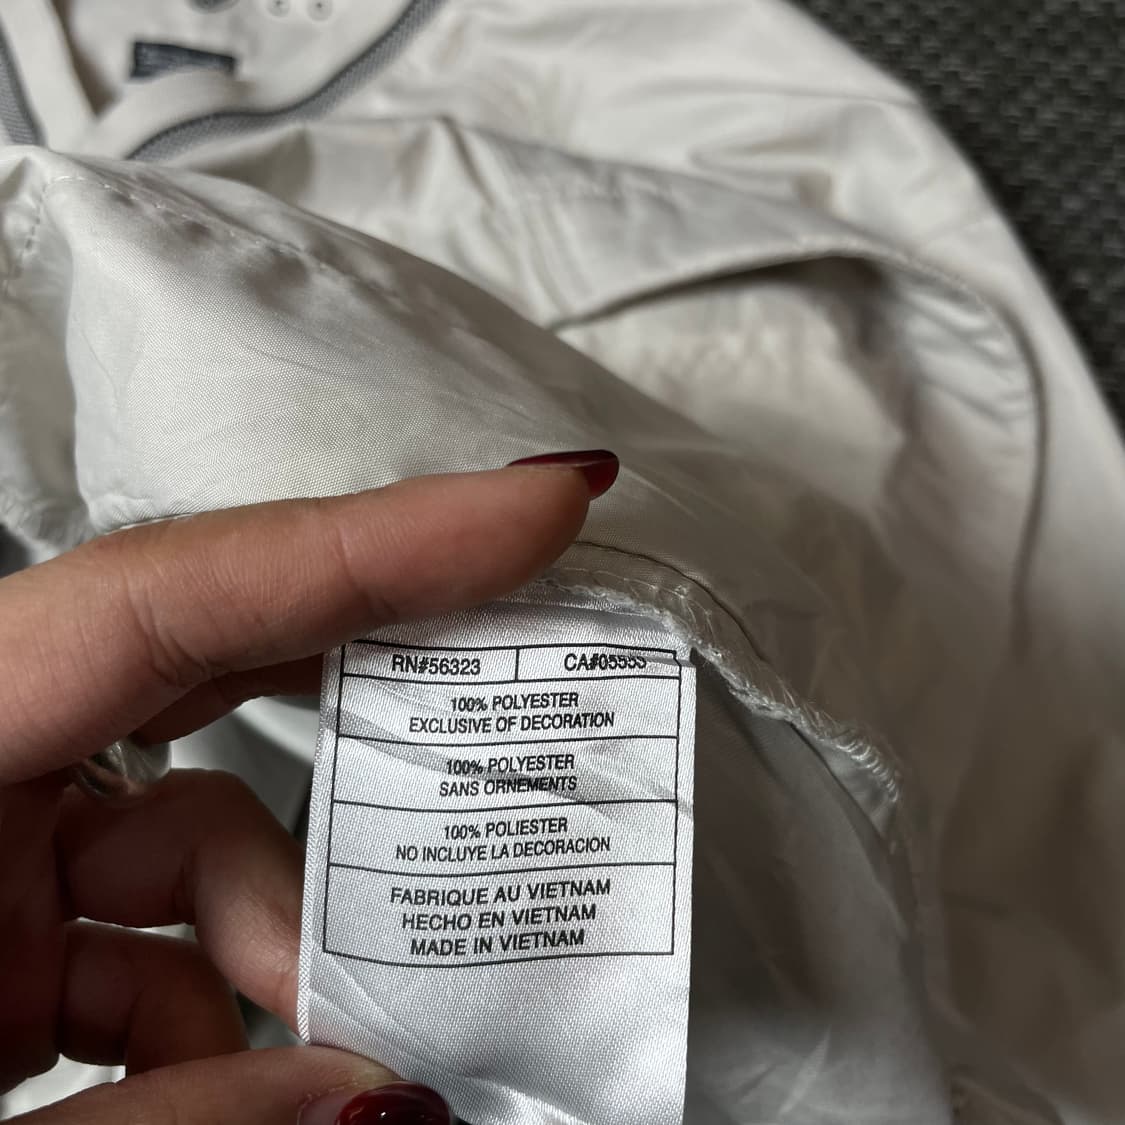 RN#56323 CA#05553
100% POLYESTER
EXCLUSIVE OF DECORATION
100% POLYESTER
SANS ORNEMENTS
100% POLIESTER
NO INCLUYE LA DECORACION
FABRIQUE AU VIETNAM
HECHO EN VIETNAM
MADE IN VIETNAM